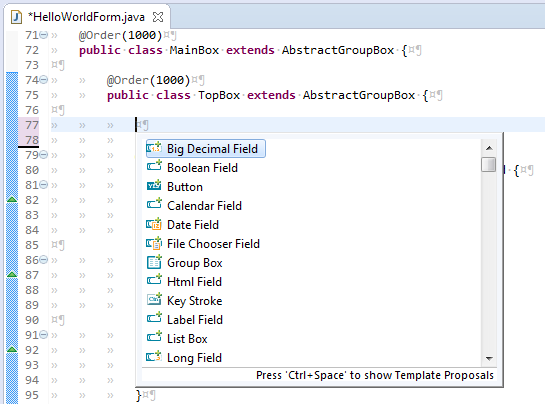 *HelloWorldForm.java
71 @Order(1000)¤¶
72 public·class·MainBox·extends·AbstractGroupBox·{¤¶
73 ¤¶
74 » » @Order(1000)¤¶
75 » » public·class·TopBox·extends·AbstractGroupBox·{¤¶
76 ¤¶
77 » » » ¤¶
78 » » »
79 » » »
80 » » » {¤¶
81 » » »
82 » » »
83 » » »
84 » » »
85 ¤¶
86 » » »
87 » » »
88 » » »
89 » » »
90 ¤¶
91 » » »
92 » » »
93 » » »
94 » » »
95 » » » }¤¶
Big Decimal Field
Boolean Field
Button
Calendar Field
Date Field
File Chooser Field
Group Box
Html Field
Key Stroke
Label Field
List Box
Long Field
Press 'Ctrl+Space' to show Template Proposals